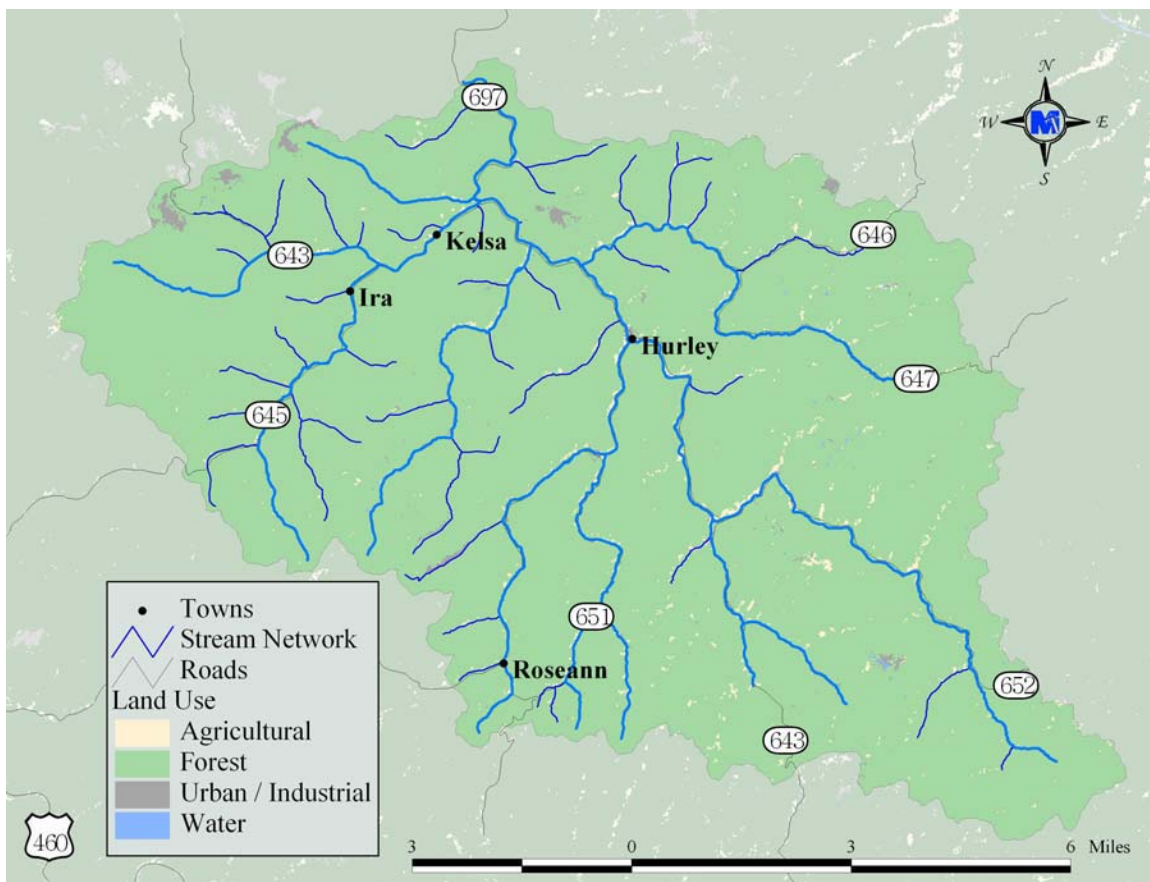 697
N
W
E
M
S
646
643
Kelsa
Ira
Hurley
647
645
651
Roseann
652
643
Towns
Stream Network
Roads
Land Use
Agricultural
Forest
Urban / Industrial
Water
460
3 0 3 6 Miles